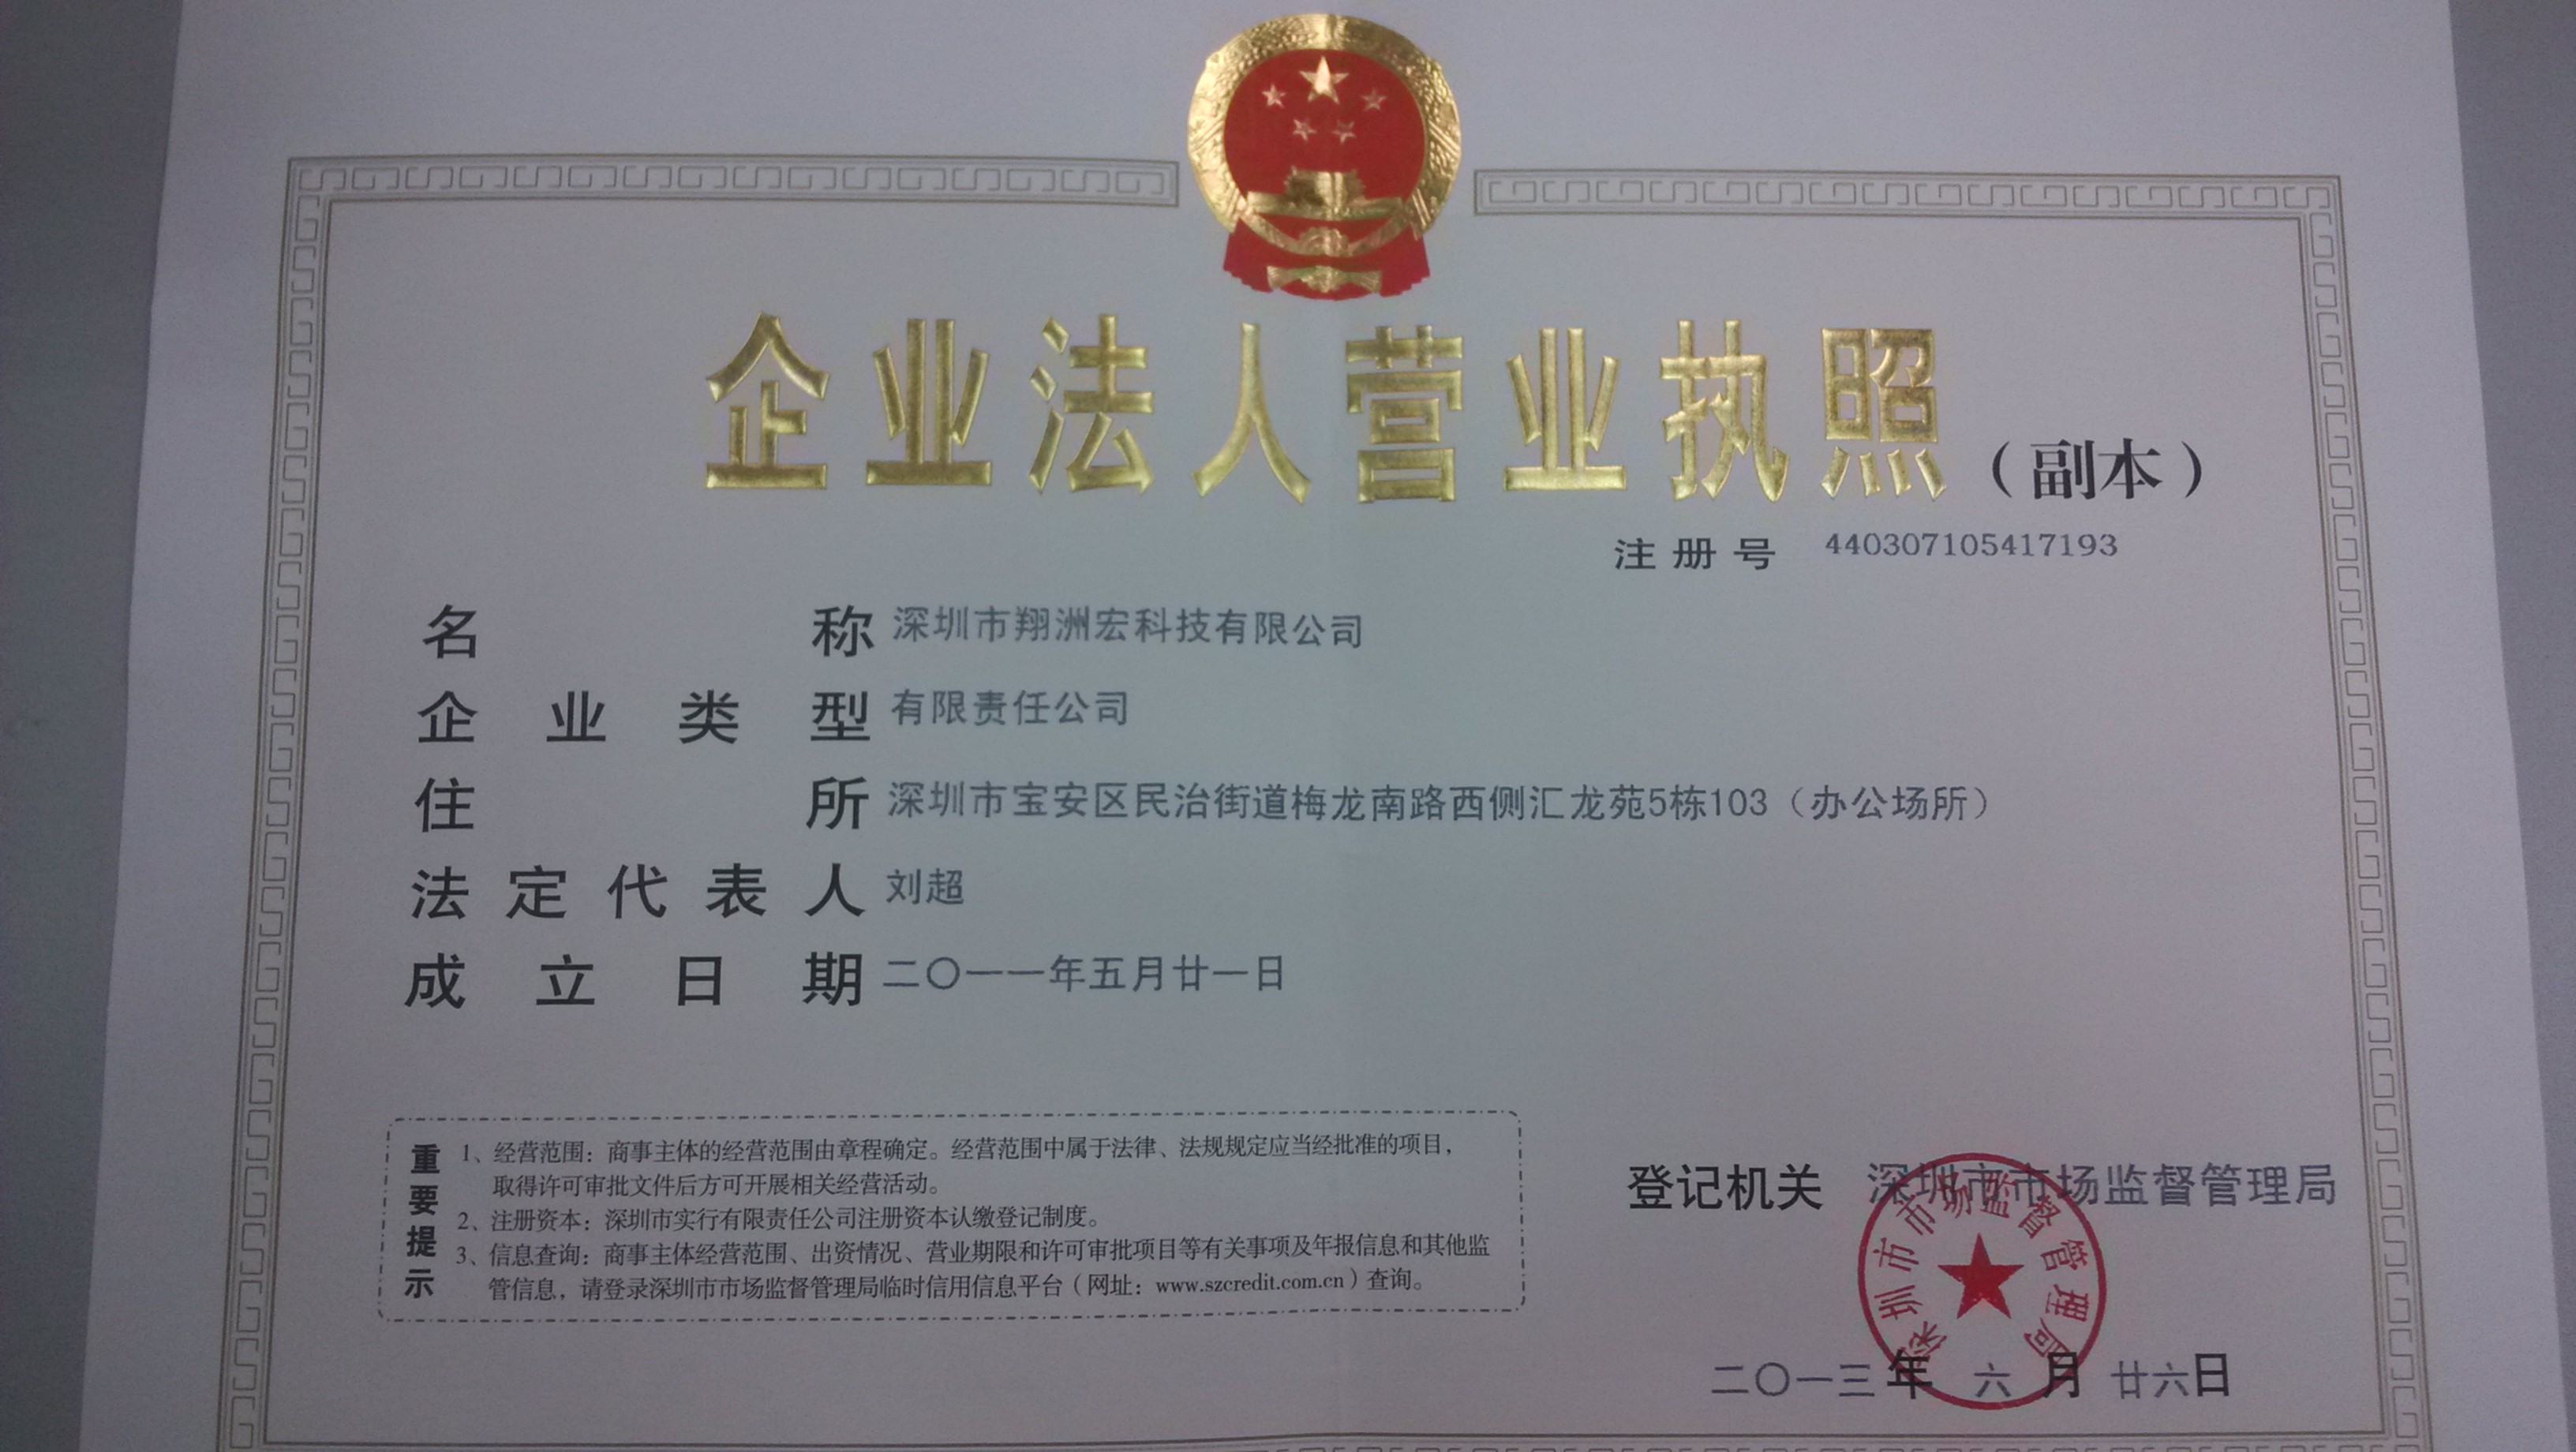 企业法人营业执照（副本）
注册号 440307105417193
名称 深圳市翔洲宏科技有限公司
企业类型 有限责任公司
住所 深圳市宝安区民治街道梅龙南路西侧汇龙苑5栋103（办公场所）
法定代表人 刘超
成立日期 二〇一一年五月廿一日
重要提示
1、经营范围：商事主体的经营范围由章程确定。经营范围中属于法律、法规规定应当经批准的项目，
取得许可审批文件后方可开展相关经营活动。
2、注册资本：深圳市实行有限责任公司注册资本认缴登记制度。
3、信息查询：商事主体经营范围、出资情况、营业期限和许可审批项目等有关事项及年报信息和其他监
管信息，请登录深圳市市场监督管理局临时信用信息平台（网址：www.szcredit.com.cn）查询。
登记机关 深圳市市场监督管理局
深圳市市场监督管理局
二〇一三年六月廿六日